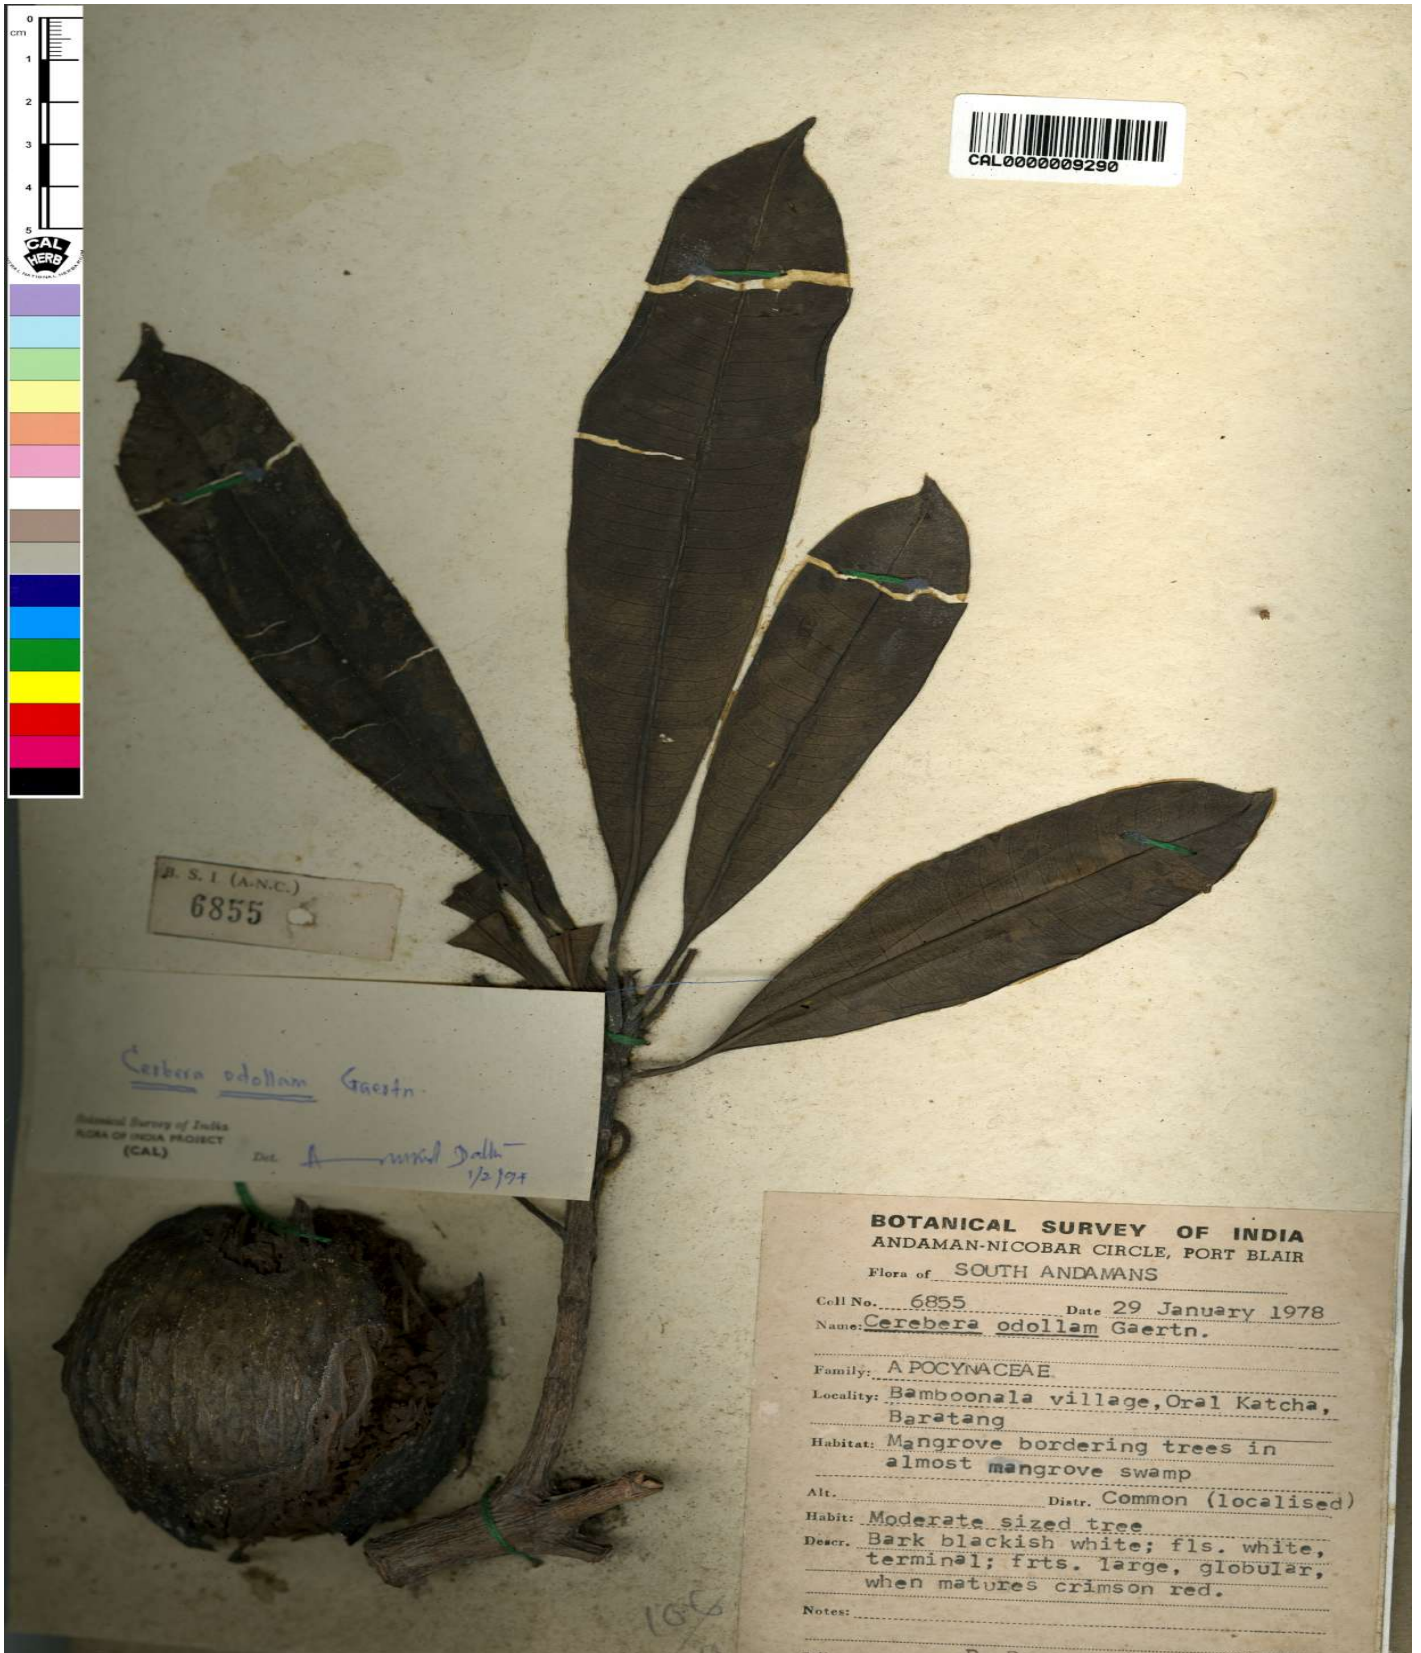 0
cm
1
2
3
4
5
CAL
HERB
CAL0000009290
B. S. I. (A.N.C.)
6855
Cerbera odollam Gaertn.
Botanical Survey of India
FLORA OF INDIA PROJECT
(CAL)
Det.
BOTANICAL SURVEY OF INDIA
ANDAMAN-NICOBAR CIRCLE, PORT BLAIR
Flora of SOUTH ANDAMANS
Coll No. 6855 Date 29 January 1978
Name: Cerebera odollam Gaertn.
Family: APOCYNACEAE
Locality: Bamboonala village, Oral Katcha,
Baratang
Habitat: Mangrove bordering trees in
almost mangrove swamp
Alt. Distr. Common (localised)
Habit: Moderate sized tree
Descr. Bark blackish white; fls. white,
terminal; frts. large, globular,
when matures crimson red.
Notes: